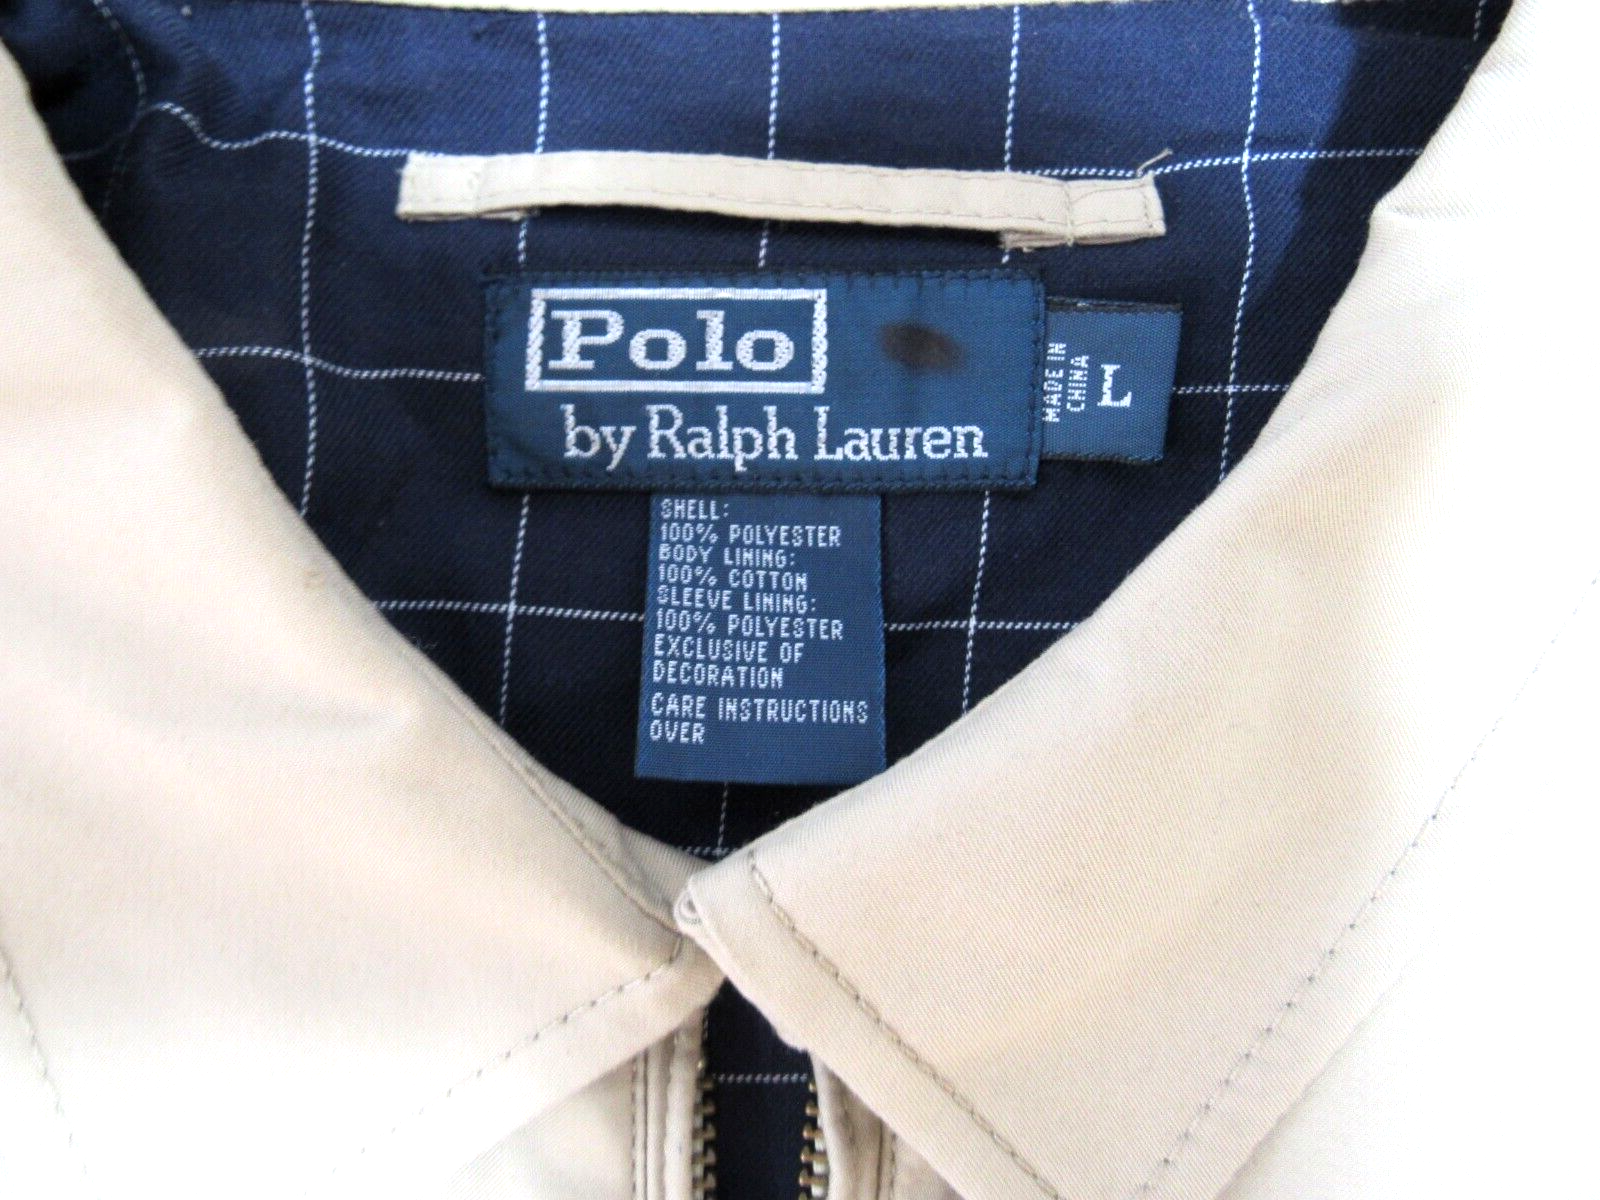 Polo
by Ralph Lauren
MADE IN
CHINA
L
SHELL:
100% POLYESTER
BODY LINING:
100% COTTON
SLEEVE LINING:
100% POLYESTER
EXCLUSIVE OF
DECORATION
CARE INSTRUCTIONS
OVER